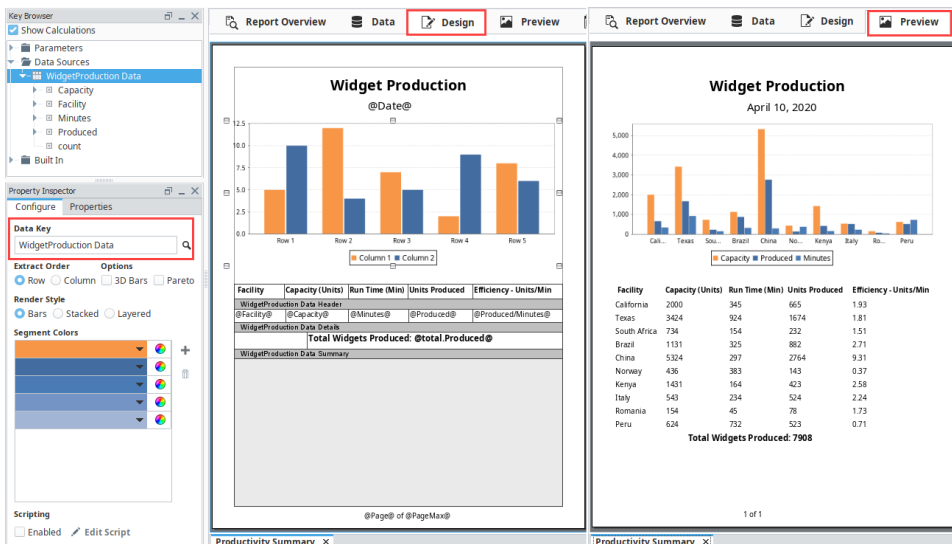 Key Browser
Show Calculations
Parameters
Data Sources
WidgetProduction Data
Capacity
Facility
Minutes
Produced
count
Built In
Property Inspector
Configure Properties
Data Key
WidgetProduction Data
Extract Order Options
Row Column 3D Bars Pareto
Render Style
Bars Stacked Layered
Segment Colors
Scripting
Enabled Edit Script
Report Overview Data Design Preview
Widget Production
@Date@
12.5
10.0
7.5
5.0
2.5
0.0
Row 1 Row 2 Row 3 Row 4 Row 5
Column 1 Column 2
Facility Capacity (Units) Run Time (Min) Units Produced Efficiency - Units/Min
WidgetProduction Data Header
@Facility@ @Capacity@ @Minutes@ @Produced@ @Produced/Minutes@
WidgetProduction Data Details
Total Widgets Produced: @total.Produced@
WidgetProduction Data Summary
@Page@ of @PageMax@
Productivity Summary
Report Overview Data Design Preview
Widget Production
April 10, 2020
5,000
4,000
3,000
2,000
1,000
0
Cali... Texas Sou... Brazil China No... Kenya Italy Ro... Peru
Capacity Produced Minutes
Facility Capacity (Units) Run Time (Min) Units Produced Efficiency - Units/Min
California 2000 345 665 1.93
Texas 3424 924 1674 1.81
South Africa 734 154 232 1.51
Brazil 1131 325 882 2.71
China 5324 297 2764 9.31
Norway 436 383 143 0.37
Kenya 1431 164 423 2.58
Italy 543 234 524 2.24
Romania 154 45 78 1.73
Peru 624 732 523 0.71
Total Widgets Produced: 7908
1 of 1
Productivity Summary